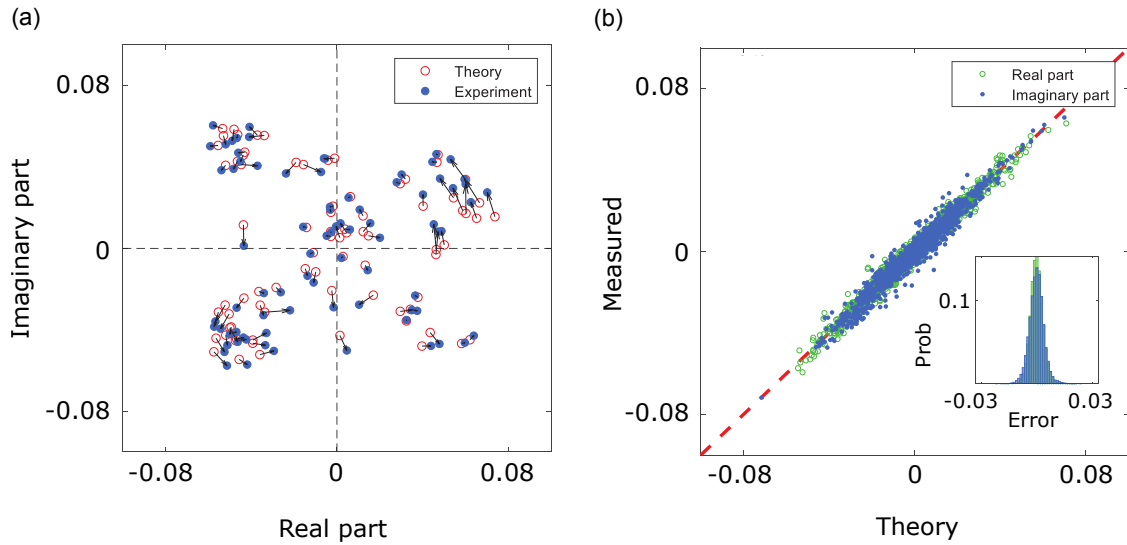 (a)
Imaginary part
0.08
0
-0.08
Theory
Experiment
-0.08
0
0.08
Real part
(b)
Measured
0.08
0
-0.08
Real part
Imaginary part
Prob
0.1
-0.03
0.03
Error
-0.08
0
0.08
Theory